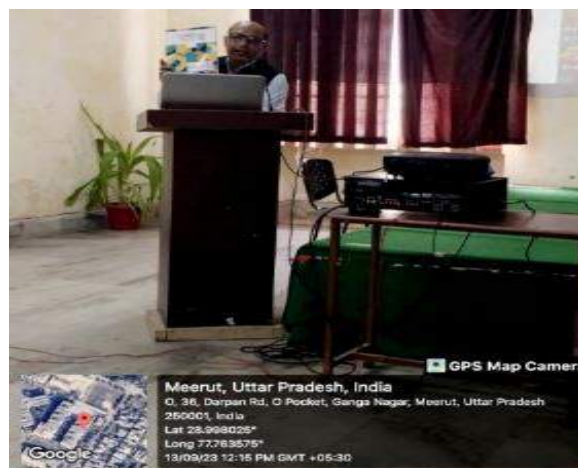 GPS Map Camer
Meerut, Uttar Pradesh, India
O, 36, Darpan Rd, O Pocket, Ganga Nagar, Meerut, Uttar Pradesh
250001, India
Lat 28.998025°
Long 77.763575°
13/09/23 12:15 PM GMT +05:30
Google